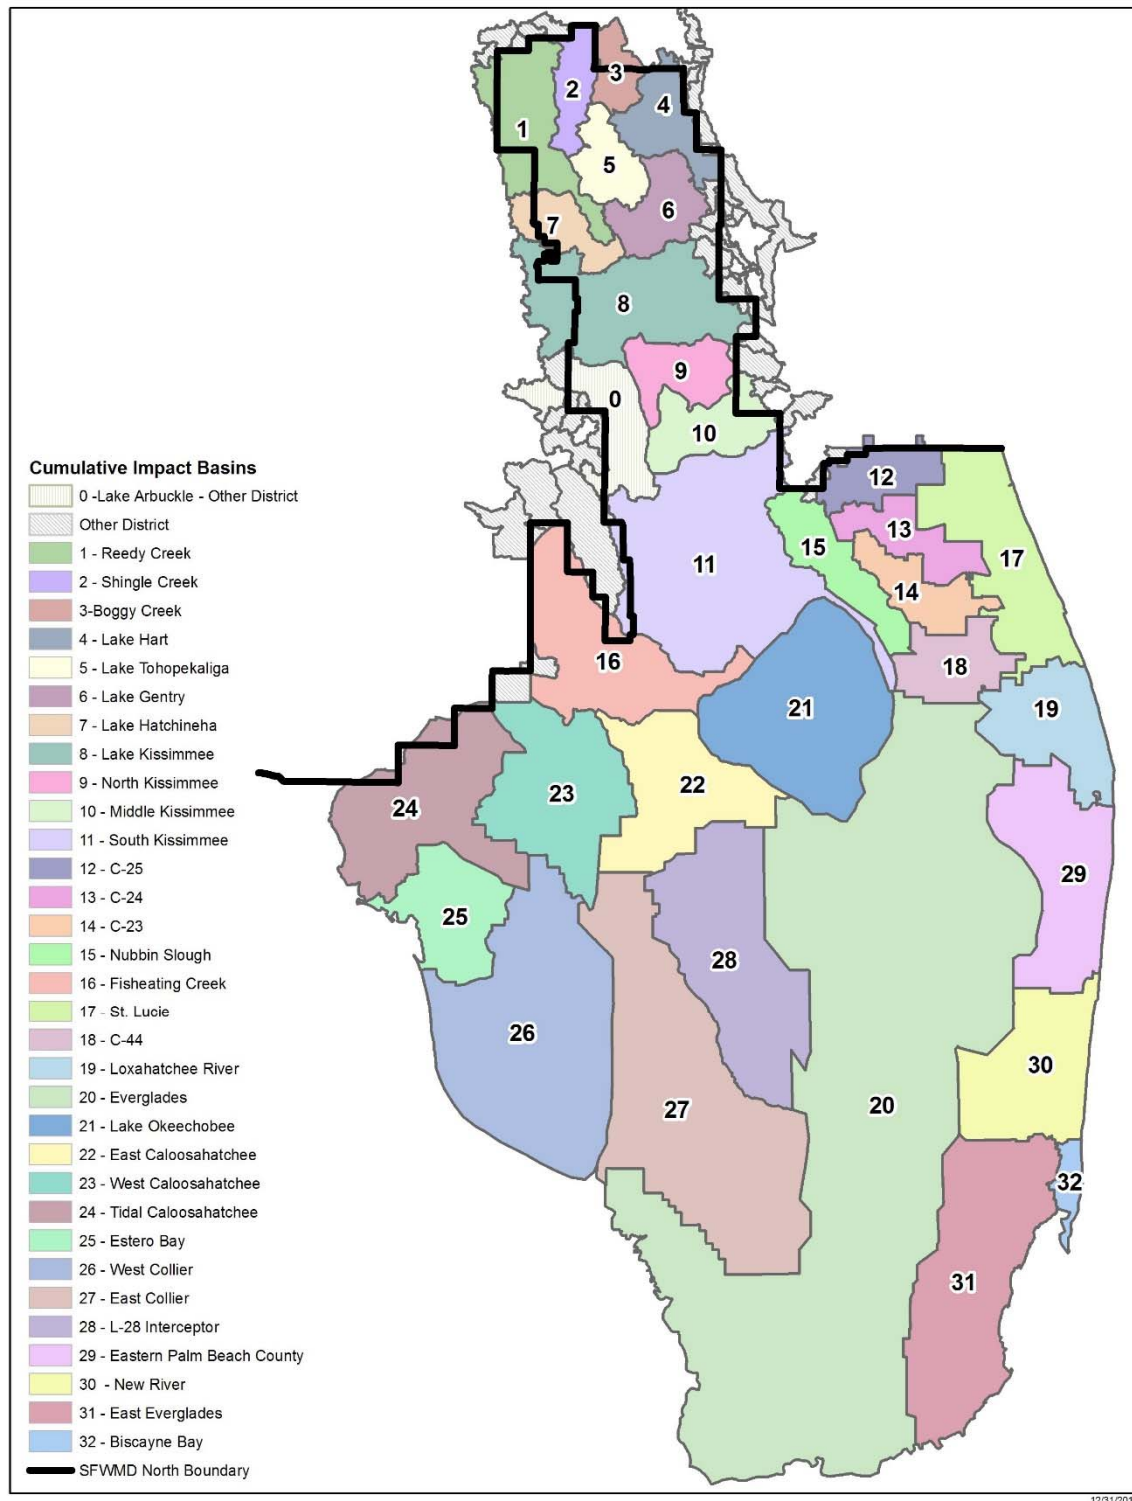 3
2
4
1
5
6
7
8
9
0
10
12
13
11
15
17
14
16
18
21
19
23
22
24
29
25
28
26
30
27
20
32
31
Cumulative Impact Basins
0 -Lake Arbuckle - Other District
Other District
1 - Reedy Creek
2 - Shingle Creek
3-Boggy Creek
4 - Lake Hart
5 - Lake Tohopekaliga
6 - Lake Gentry
7 - Lake Hatchineha
8 - Lake Kissimmee
9 - North Kissimmee
10 - Middle Kissimmee
11 - South Kissimmee
12 - C-25
13 - C-24
14 - C-23
15 - Nubbin Slough
16 - Fisheating Creek
17 - St. Lucie
18 - C-44
19 - Loxahatchee River
20 - Everglades
21 - Lake Okeechobee
22 - East Caloosahatchee
23 - West Caloosahatchee
24 - Tidal Caloosahatchee
25 - Estero Bay
26 - West Collier
27 - East Collier
28 - L-28 Interceptor
29 - Eastern Palm Beach County
30 - New River
31 - East Everglades
32 - Biscayne Bay
SFWMD North Boundary